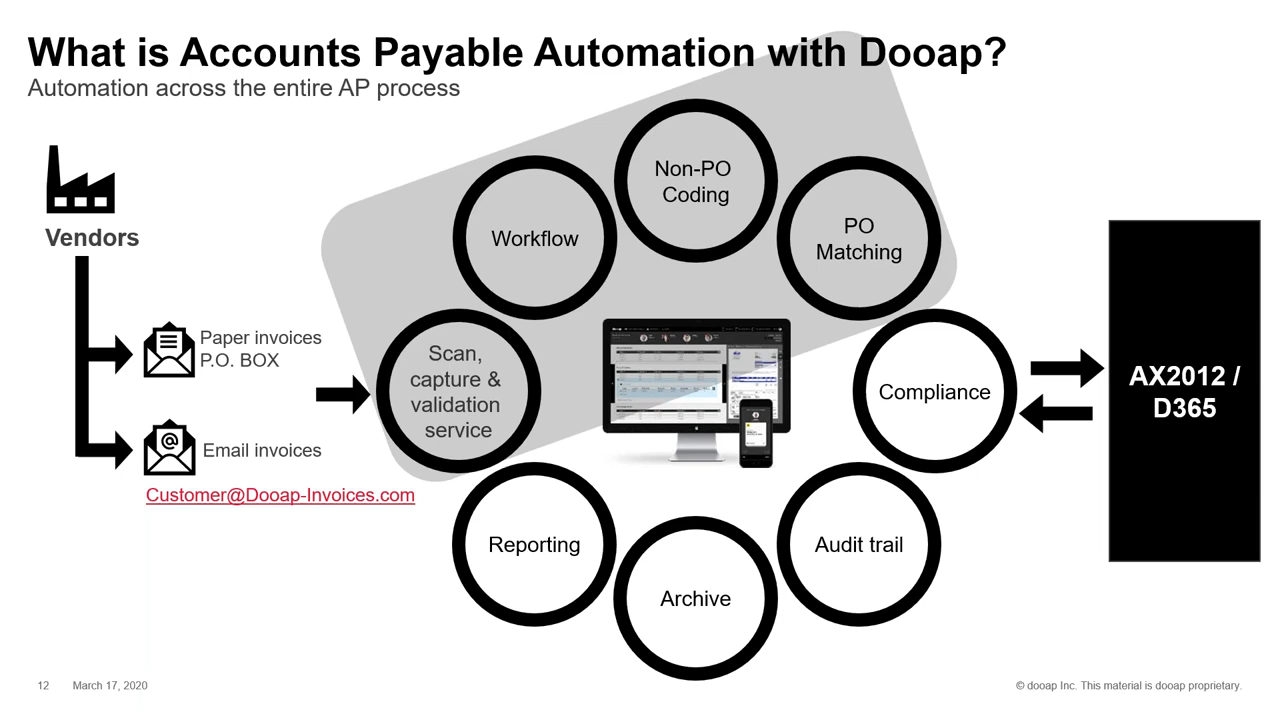 What is Accounts Payable Automation with Dooap?
Automation across the entire AP process
Vendors
Paper invoices
P.O. BOX
Email invoices
Customer@Dooap-Invoices.com
Scan,
capture &
validation
service
Workflow
Non-PO
Coding
PO
Matching
Compliance
Audit trail
Archive
Reporting
AX2012 /
D365
12 March 17, 2020
© dooap Inc. This material is dooap proprietary.